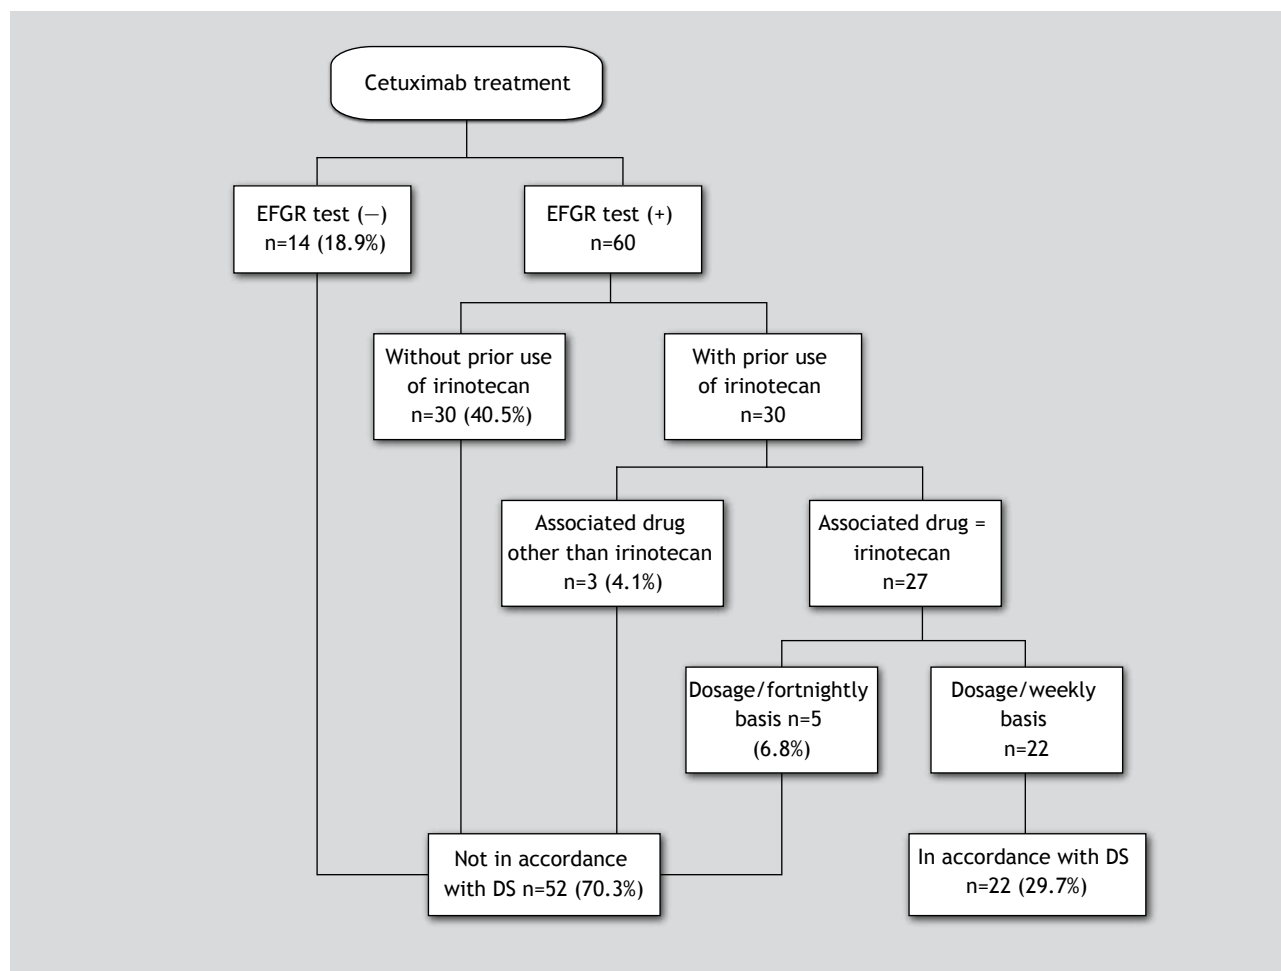 Cetuximab treatment
EFGR test (—)
n=14 (18.9%)
EFGR test (+)
n=60
Without prior use
of irinotecan
n=30 (40.5%)
With prior use
of irinotecan
n=30
Associated drug
other than irinotecan
n=3 (4.1%)
Associated drug =
irinotecan
n=27
Dosage/fortnightly
basis n=5
(6.8%)
Dosage/weekly
basis
n=22
Not in accordance
with DS n=52 (70.3%)
In accordance with DS
n=22 (29.7%)